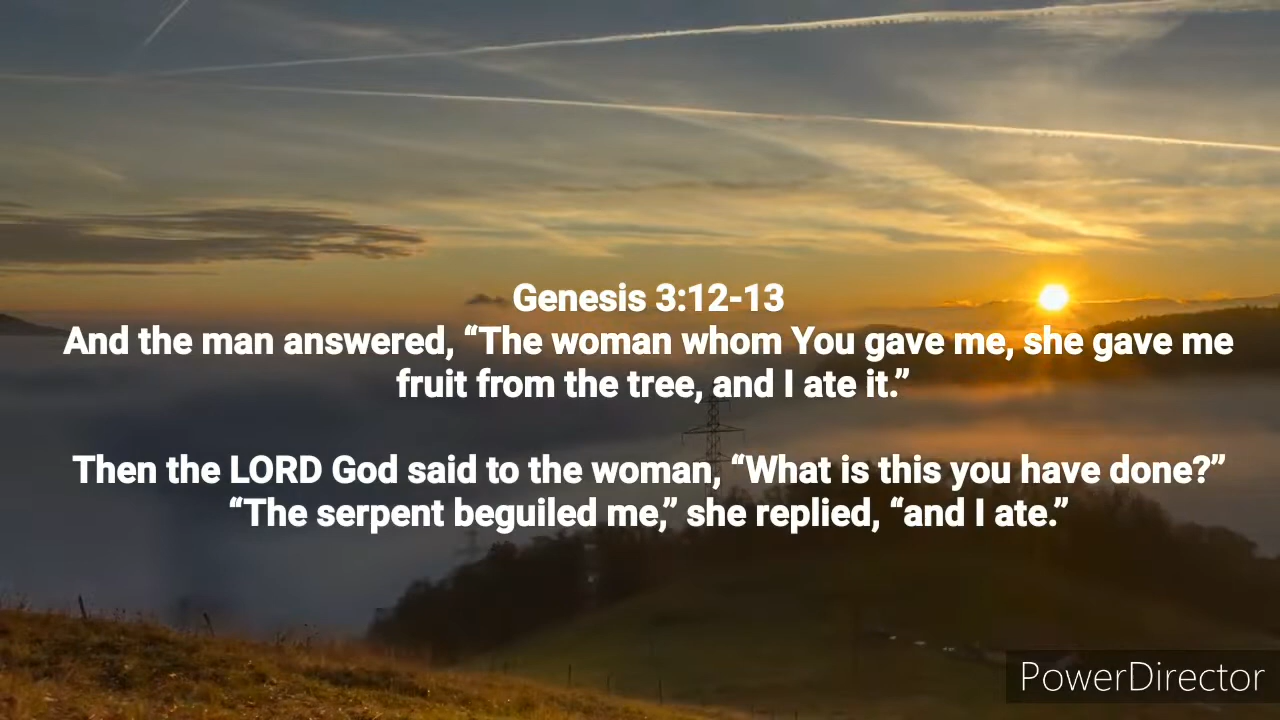 Genesis 3:12-13
And the man answered, “The woman whom You gave me, she gave me
fruit from the tree, and I ate it.”
Then the LORD God said to the woman, “What is this you have done?”
“The serpent beguiled me,” she replied, “and I ate.”
PowerDirector